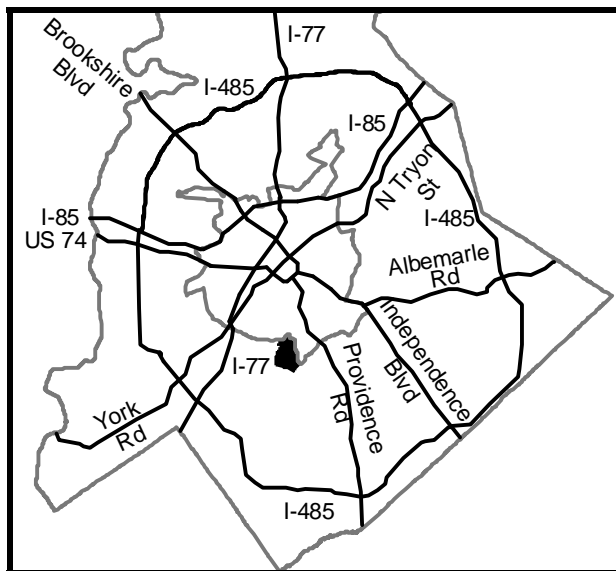 I-77
Brookshire
Blvd
I-485
I-85
N Tryon
St
I-85
US 74
I-485
Albemarle
Rd
Independence
Blvd
Providence
Rd
I-77
York
Rd
I-485